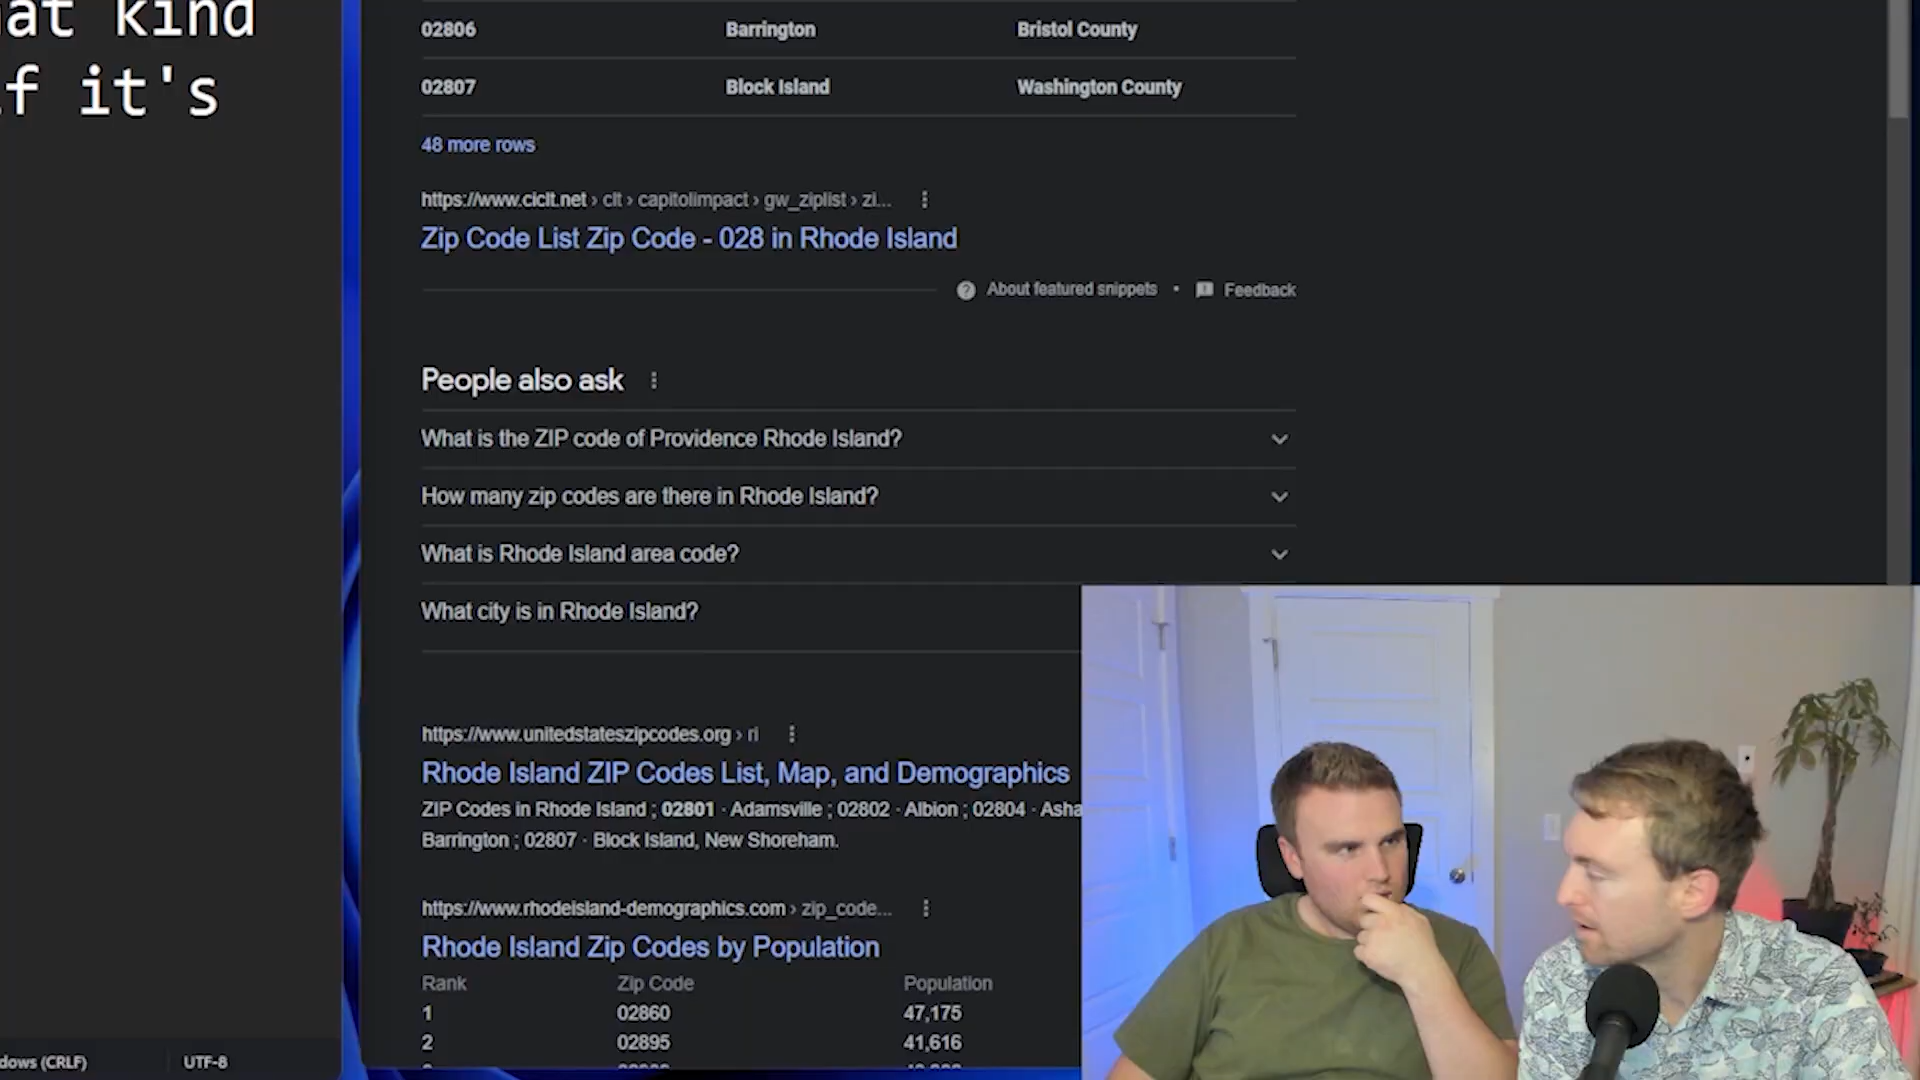 kind
it's
02806 Barrington Bristol County
02807 Block Island Washington County
48 more rows
https://www.ciclt.net › clt › capitolimpact › gw_ziplist › zi...
Zip Code List Zip Code - 028 in Rhode Island
About featured snippets • Feedback
People also ask
What is the ZIP code of Providence Rhode Island?
How many zip codes are there in Rhode Island?
What is Rhode Island area code?
What city is in Rhode Island?
https://www.unitedstateszipcodes.org › ri
Rhode Island ZIP Codes List, Map, and Demographics
ZIP Codes in Rhode Island ; 02801 · Adamsville ; 02802 · Albion ; 02804 · Asha
Barrington ; 02807 · Block Island, New Shoreham.
https://www.rhodeisland-demographics.com › zip_code...
Rhode Island Zip Codes by Population
Rank Zip Code Population
1 02860 47,175
2 02895 41,616
dows (CRLF) UTF-8